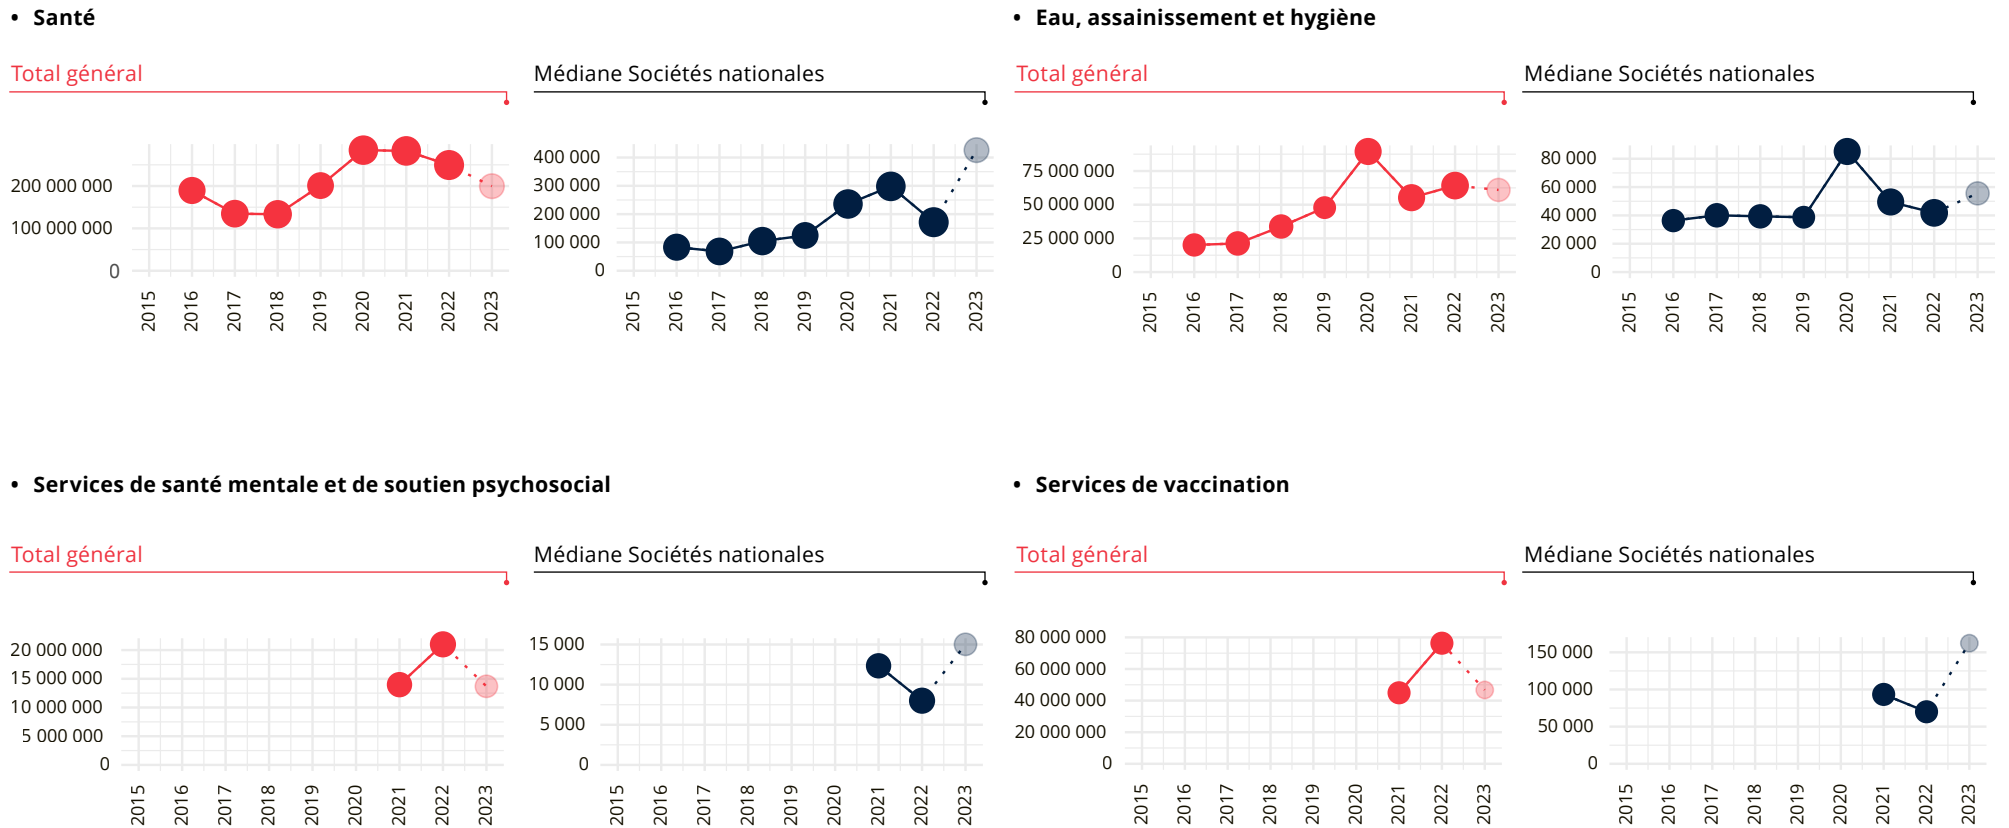 • Santé
Total général
200 000 000
100 000 000
0
2015 2016 2017 2018 2019 2020 2021 2022 2023
Médiane Sociétés nationales
400 000
300 000
200 000
100 000
0
2015 2016 2017 2018 2019 2020 2021 2022 2023
• Eau, assainissement et hygiène
Total général
75 000 000
50 000 000
25 000 000
0
2015 2016 2017 2018 2019 2020 2021 2022 2023
Médiane Sociétés nationales
80 000
60 000
40 000
20 000
0
2015 2016 2017 2018 2019 2020 2021 2022 2023
• Services de santé mentale et de soutien psychosocial
Total général
20 000 000
15 000 000
10 000 000
5 000 000
0
2015 2016 2017 2018 2019 2020 2021 2022 2023
Médiane Sociétés nationales
15 000
10 000
5 000
0
2015 2016 2017 2018 2019 2020 2021 2022 2023
• Services de vaccination
Total général
80 000 000
60 000 000
40 000 000
20 000 000
0
2015 2016 2017 2018 2019 2020 2021 2022 2023
Médiane Sociétés nationales
150 000
100 000
50 000
0
2015 2016 2017 2018 2019 2020 2021 2022 2023